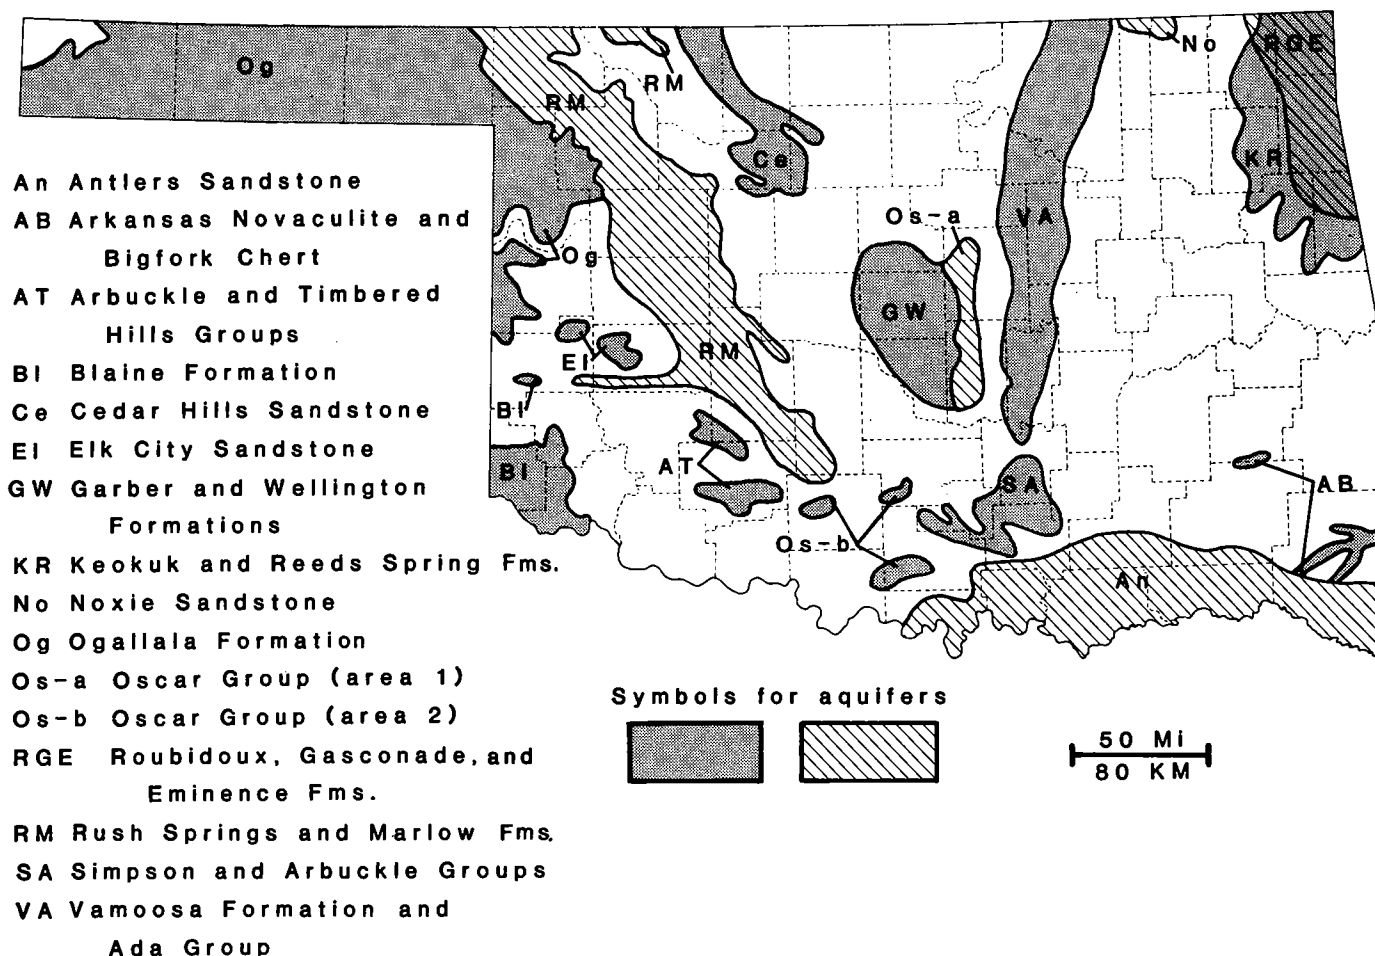 Og
RM
RM
No
RGE
Ce
KR
Os-a
VA
Og
GW
EI
RM
BI
BI
AT
SA
AB
Os-b
An
An Antlers Sandstone
AB Arkansas Novaculite and
Bigfork Chert
AT Arbuckle and Timbered
Hills Groups
BI Blaine Formation
Ce Cedar Hills Sandstone
EI Elk City Sandstone
GW Garber and Wellington
Formations
KR Keokuk and Reeds Spring Fms.
No Noxie Sandstone
Og Ogallala Formation
Os-a Oscar Group (area 1)
Os-b Oscar Group (area 2)
RGE Roubidoux, Gasconade, and
Eminence Fms.
RM Rush Springs and Marlow Fms.
SA Simpson and Arbuckle Groups
VA Vamoosa Formation and
Ada Group
Symbols for aquifers
50 Mi
80 KM